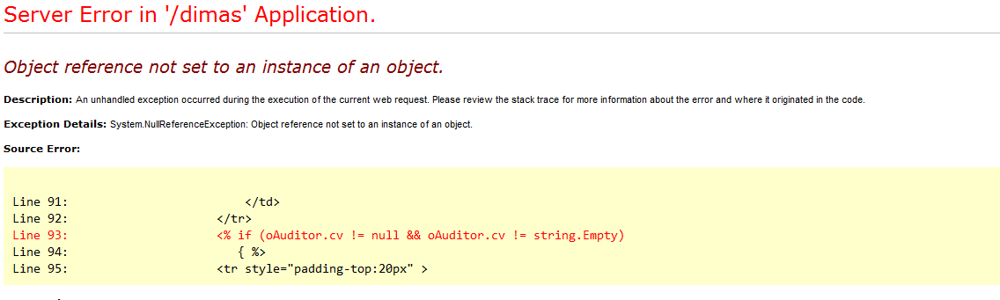 Server Error in '/dimas' Application.
Object reference not set to an instance of an object.
Description: An unhandled exception occurred during the execution of the current web request. Please review the stack trace for more information about the error and where it originated in the code.
Exception Details: System.NullReferenceException: Object reference not set to an instance of an object.
Source Error:
Line 91:                         </td>
Line 92:                     </tr>
Line 93:                     <% if (oAuditor.cv != null && oAuditor.cv != string.Empty)
Line 94:                        { %>
Line 95:                     <tr style="padding-top:20px" >